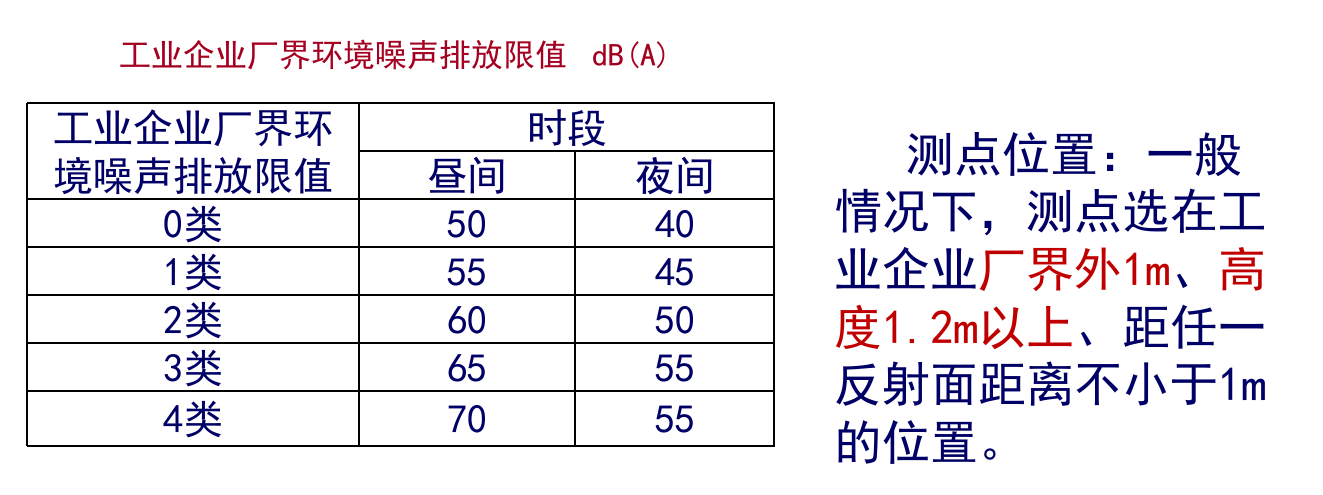 工业企业厂界环境噪声排放限值 dB(A)
工业企业厂界环
境噪声排放限值
时段
昼间 夜间
0类 50 40
1类 55 45
2类 60 50
3类 65 55
4类 70 55
测点位置：一般
情况下，测点选在工
业企业厂界外1m、高
度1.2m以上、距任一
反射面距离不小于1m
的位置。